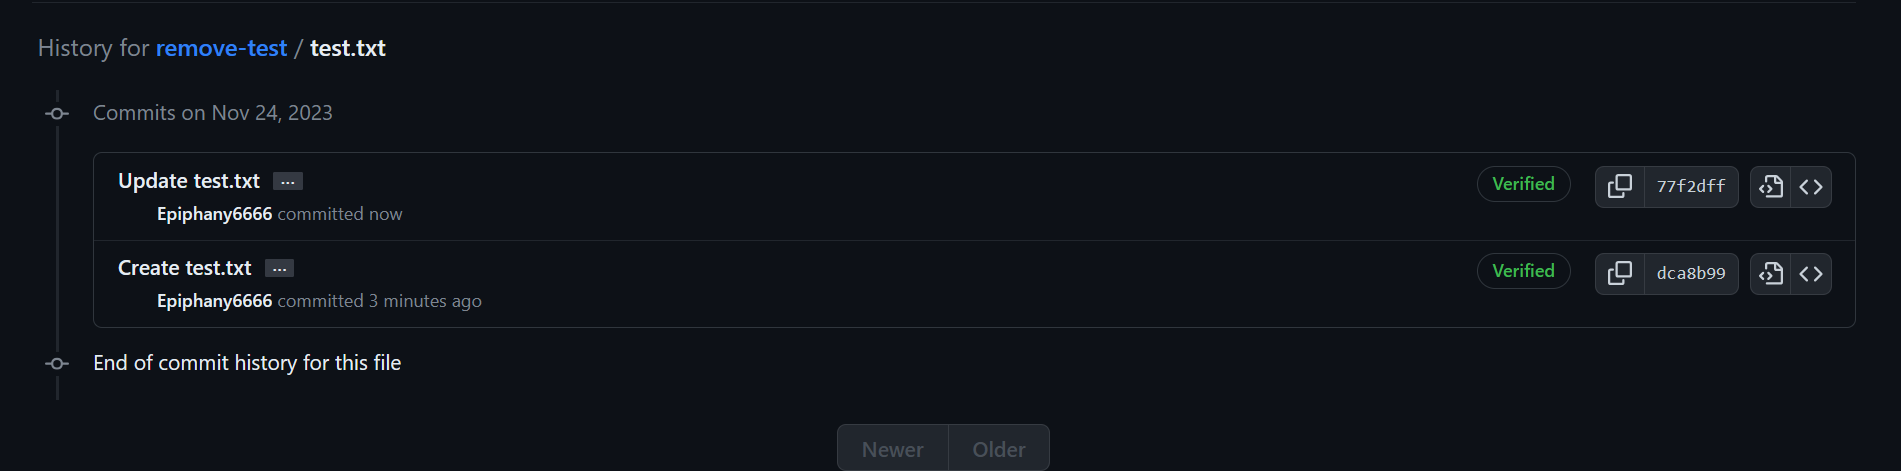 History for remove-test / test.txt
Commits on Nov 24, 2023
Update test.txt ...
Verified
77f2dff
Epiphany6666 committed now
Create test.txt ...
Verified
dca8b99
Epiphany6666 committed 3 minutes ago
End of commit history for this file
Newer
Older